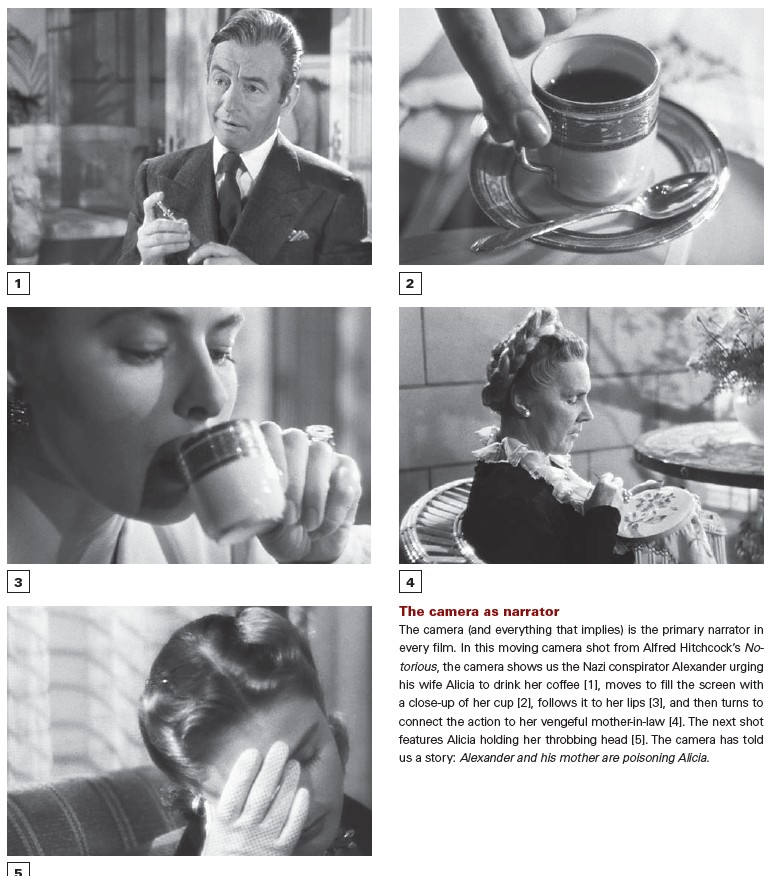 1
2
3
4
The camera as narrator
The camera (and everything that implies) is the primary narrator in
every film. In this moving camera shot from Alfred Hitchcock's No-
torious, the camera shows us the Nazi conspirator Alexander urging
his wife Alicia to drink her coffee [1], moves to fill the screen with
a close-up of her cup [2], follows it to her lips [3], and then turns to
connect the action to her vengeful mother-in-law [4]. The next shot
features Alicia holding her throbbing head [5]. The camera has told
us a story: Alexander and his mother are poisoning Alicia.
5